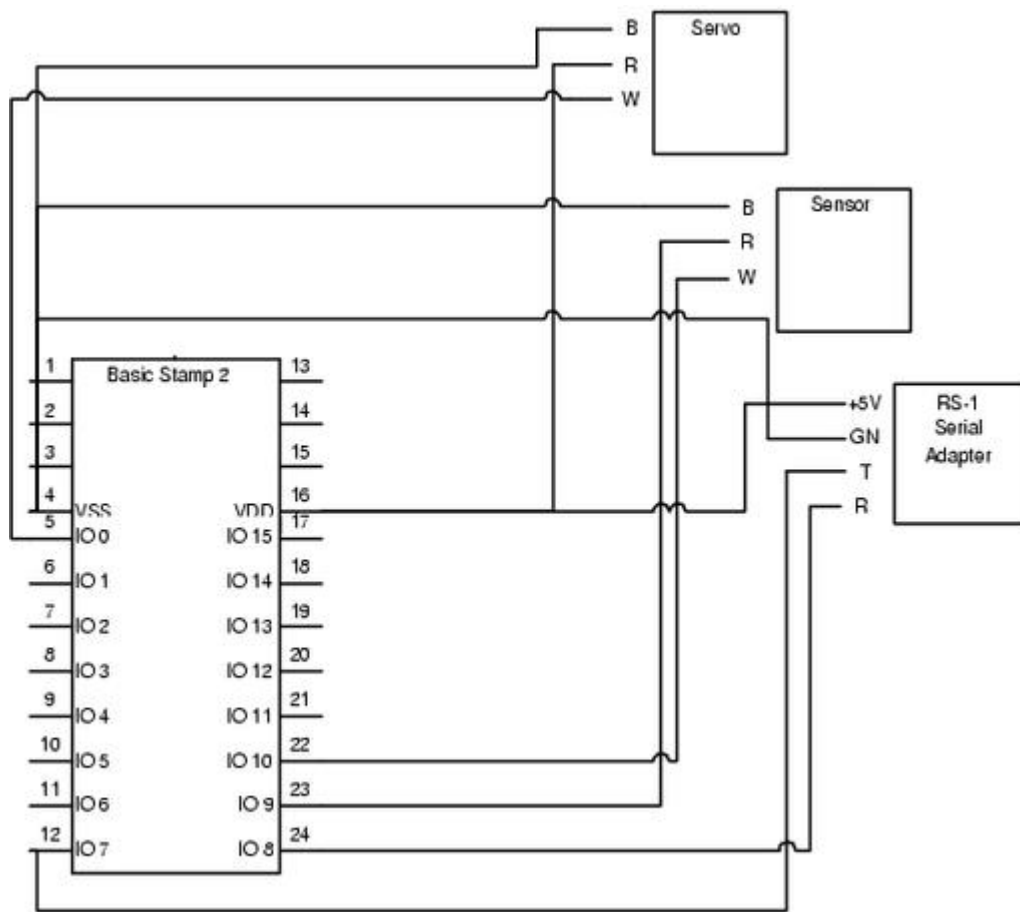 B
Servo
R
W
B
Sensor
R
W
1
Basic Stamp 2
13
2
14
3
15
4
VSS
VDD
16
5
IO 0
IO 15
17
6
IO 1
IO 14
18
7
IO 2
IO 13
19
8
IO 3
IO 12
20
9
IO 4
IO 11
21
10
IO 5
IO 10
22
11
IO 6
IO 9
23
12
IO 7
IO 8
24
+5V
RS-1
Serial
Adapter
GN
T
R